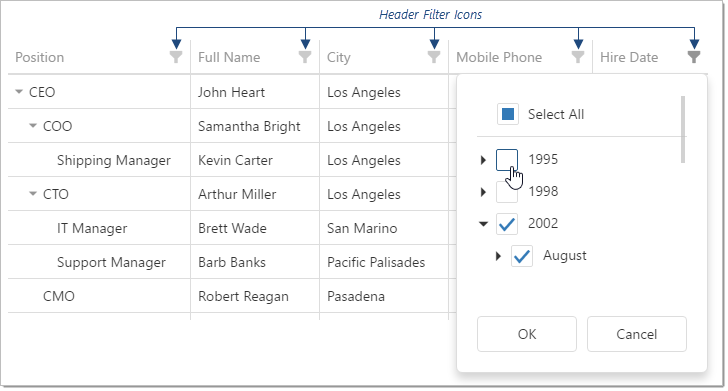 Header Filter Icons
Position Full Name City Mobile Phone Hire Date
CEO John Heart Los Angeles
COO Samantha Bright Los Angeles
Shipping Manager Kevin Carter Los Angeles
CTO Arthur Miller Los Angeles
IT Manager Brett Wade San Marino
Support Manager Barb Banks Pacific Palisades
CMO Robert Reagan Pasadena
Select All
1995
1998
2002
August
OK Cancel